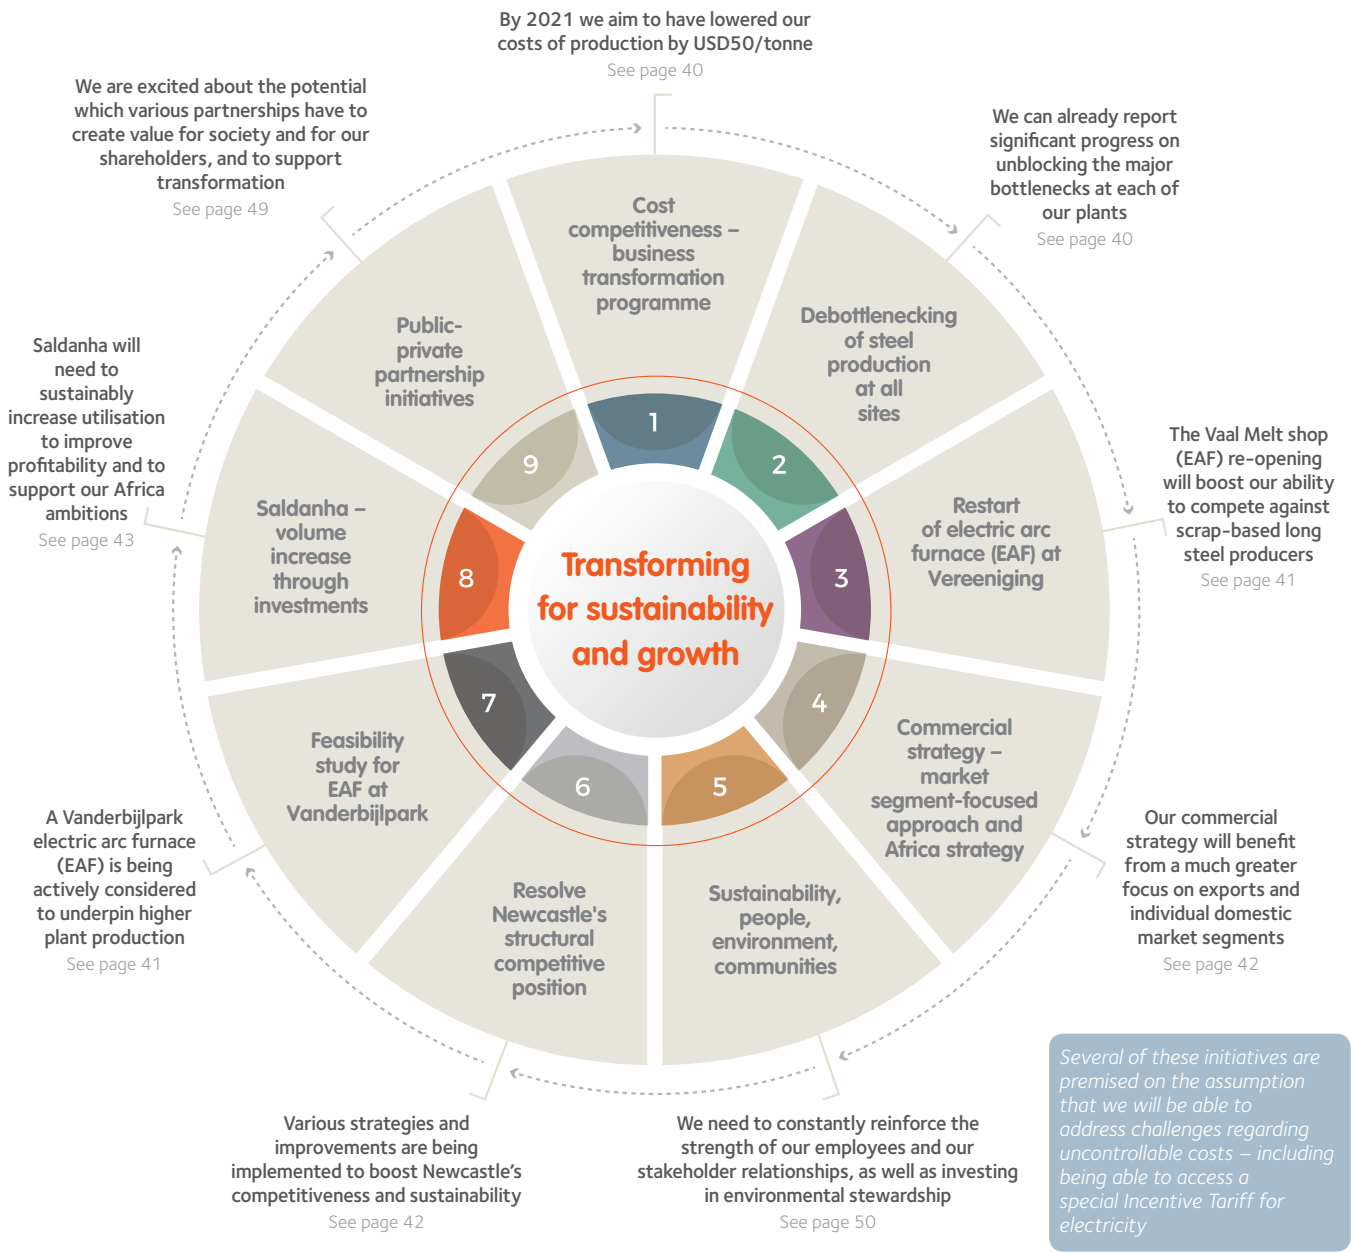 By 2021 we aim to have lowered our
costs of production by USD50/tonne
See page 40
We can already report
significant progress on
unblocking the major
bottlenecks at each of
our plants
See page 40
The Vaal Melt shop
(EAF) re-opening
will boost our ability
to compete against
scrap-based long
steel producers
See page 41
Our commercial
strategy will benefit
from a much greater
focus on exports and
individual domestic
market segments
See page 42
We need to constantly reinforce the
strength of our employees and our
stakeholder relationships, as well as investing
in environmental stewardship
See page 50
Various strategies and
improvements are being
implemented to boost Newcastle’s
competitiveness and sustainability
See page 42
A Vanderbijlpark
electric arc furnace
(EAF) is being
actively considered
to underpin higher
plant production
See page 41
Saldanha will
need to
sustainably
increase utilisation
to improve
profitability and to
support our Africa
ambitions
See page 43
We are excited about the potential
which various partnerships have to
create value for society and for our
shareholders, and to support
transformation
See page 49
Cost
competitiveness –
business
transformation
programme
1
Debottlenecking
of steel
production
at all
sites
2
Restart
of electric arc
furnace (EAF) at
Vereeniging
3
Commercial
strategy –
market
segment-focused
approach and
Africa strategy
4
Sustainability,
people,
environment,
communities
5
Resolve
Newcastle's
structural
competitive
position
6
Feasibility
study for
EAF at
Vanderbijlpark
7
Saldanha –
volume
increase
through
investments
8
Public-
private
partnership
initiatives
9
Transforming
for sustainability
and growth
Several of these initiatives are
premised on the assumption
that we will be able to
address challenges regarding
uncontrollable costs – including
being able to access a
special Incentive Tariff for
electricity